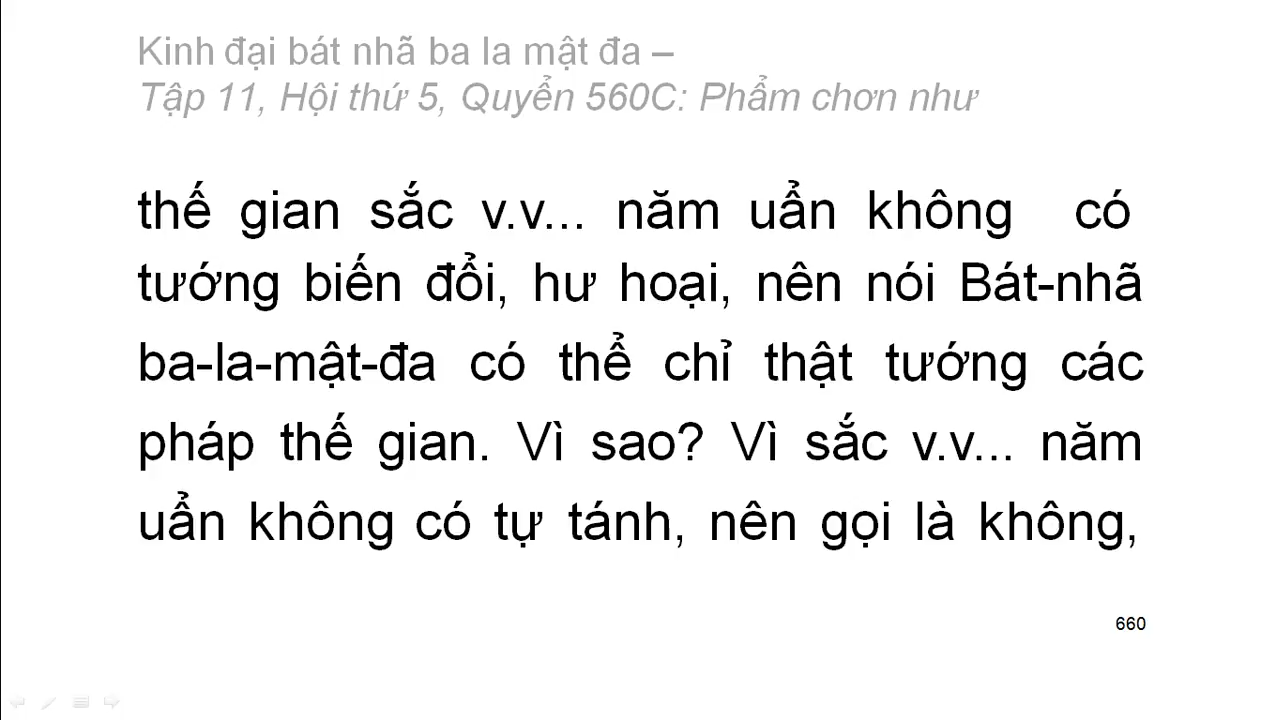 Kinh đại bát nhã ba la mật đa –
Tập 11, Hội thứ 5, Quyển 560C: Phẩm chơn như
thế gian sắc v.v... năm uẩn không có
tướng biến đổi, hư hoại, nên nói Bát-nhã
ba-la-mật-đa có thể chỉ thật tướng các
pháp thế gian. Vì sao? Vì sắc v.v... năm
uẩn không có tự tánh, nên gọi là không,
660